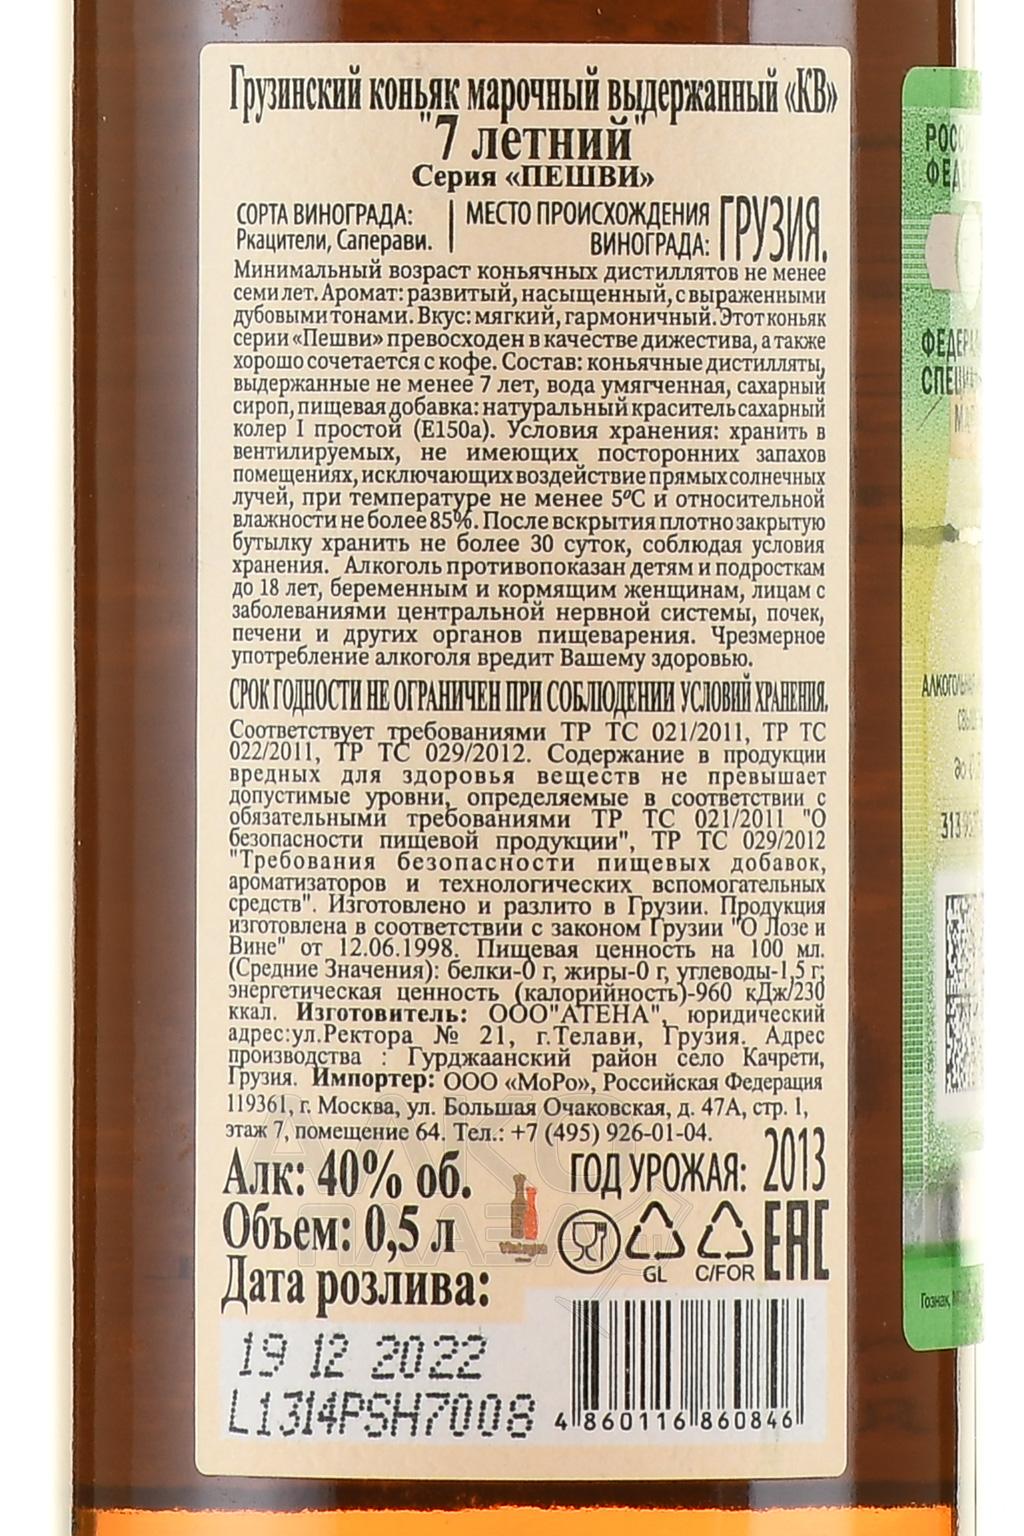 Грузинский коньяк марочный выдержанный «КВ»
"7 летний"
Серия «ПЕШВИ»
СОРТА ВИНОГРАДА:
Ркацители, Саперави.
МЕСТО ПРОИСХОЖДЕНИЯ
ВИНОГРАДА:
ГРУЗИЯ.
Минимальный возраст коньячных дистиллятов не менее
семи лет. Аромат: развитый, насыщенный, с выраженными
дубовыми тонами. Вкус: мягкий, гармоничный. Этот коньяк
серии «Пешви» превосходен в качестве дижестива, а также
хорошо сочетается с кофе. Состав: коньячные дистилляты,
выдержанные не менее 7 лет, вода умягченная, сахарный
сироп, пищевая добавка: натуральный краситель сахарный
колер I простой (Е150а). Условия хранения: хранить в
вентилируемых, не имеющих посторонних запахов
помещениях, исключающих воздействие прямых солнечных
лучей, при температуре не менее 5°С и относительной
влажности не более 85%. После вскрытия плотно закрытую
бутылку хранить не более 30 суток, соблюдая условия
хранения. Алкоголь противопоказан детям и подросткам
до 18 лет, беременным и кормящим женщинам, лицам с
заболеваниями центральной нервной системы, почек,
печени и других органов пищеварения. Чрезмерное
употребление алкоголя вредит Вашему здоровью.
СРОК ГОДНОСТИ НЕ ОГРАНИЧЕН ПРИ СОБЛЮДЕНИИ УСЛОВИЙ ХРАНЕНИЯ.
Соответствует требованиями ТР ТС 021/2011, ТР ТС
022/2011, ТР ТС 029/2012. Содержание в продукции
вредных для здоровья веществ не превышает
допустимые уровни, определяемые в соответствии с
обязательными требованиями ТР ТС 021/2011 "О
безопасности пищевой продукции", ТР ТС 029/2012
"Требования безопасности пищевых добавок,
ароматизаторов и технологических вспомогательных
средств". Изготовлено и разлито в Грузии. Продукция
изготовлена в соответствии с законом Грузии "О Лозе и
Вине" от 12.06.1998. Пищевая ценность на 100 мл.
(Средние Значения): белки-0 г, жиры-0 г, углеводы-1,5 г;
энергетическая ценность (калорийность)-960 кДж/230
ккал. Изготовитель: ООО"АТЕНА", юридический
адрес:ул.Ректора № 21, г.Телави, Грузия. Адрес
производства : Гурджаанский район село Качрети,
Грузия. Импортер: ООО «МоРо», Российская Федерация
119361, г. Москва, ул. Большая Очаковская, д. 47А, стр. 1,
этаж 7, помещение 64. Тел.: +7 (495) 926-01-04.
Алк: 40% об.
Объем: 0,5 л
Дата розлива:
ГОД УРОЖАЯ: 2013
GL
C/FOR
EAC
19 12 2022
L1314PSH7008
4 860116 860846